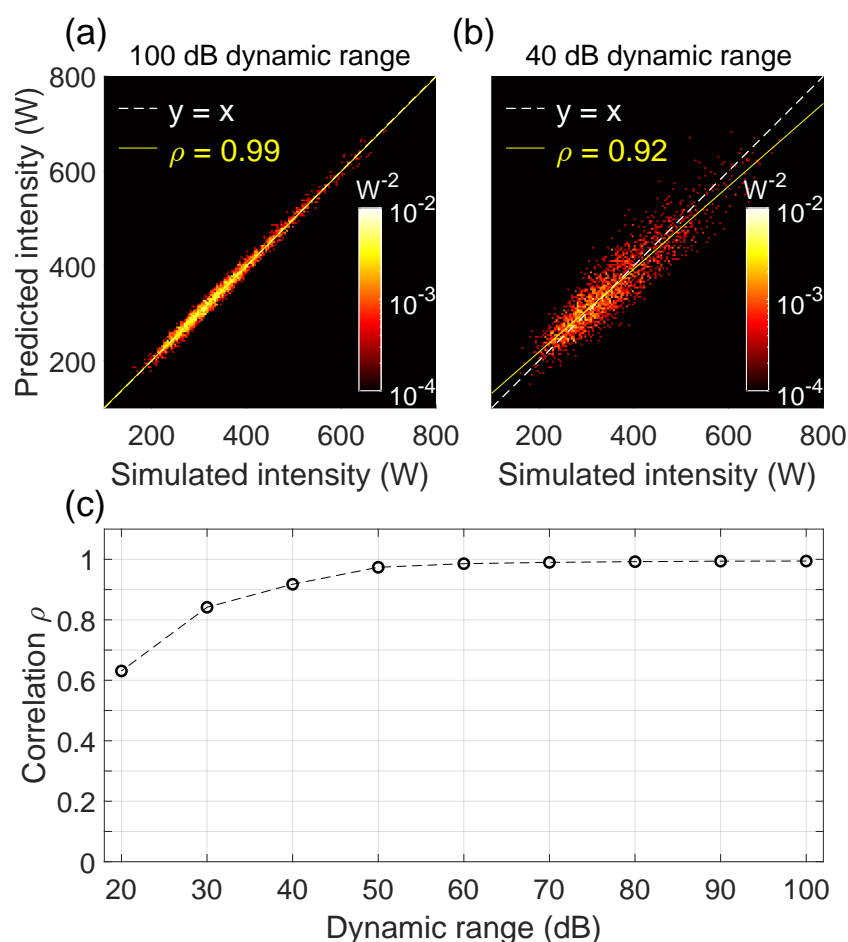 (a)
100 dB dynamic range
Predicted intensity (W)
800
600
400
200
y = x
ρ = 0.99
W⁻²
10⁻²
10⁻³
10⁻⁴
200
400
600
800
Simulated intensity (W)
(b)
40 dB dynamic range
y = x
ρ = 0.92
W⁻²
10⁻²
10⁻³
10⁻⁴
200
400
600
800
Simulated intensity (W)
(c)
Correlation ρ
1
0.8
0.6
0.4
0.2
0
20
30
40
50
60
70
80
90
100
Dynamic range (dB)